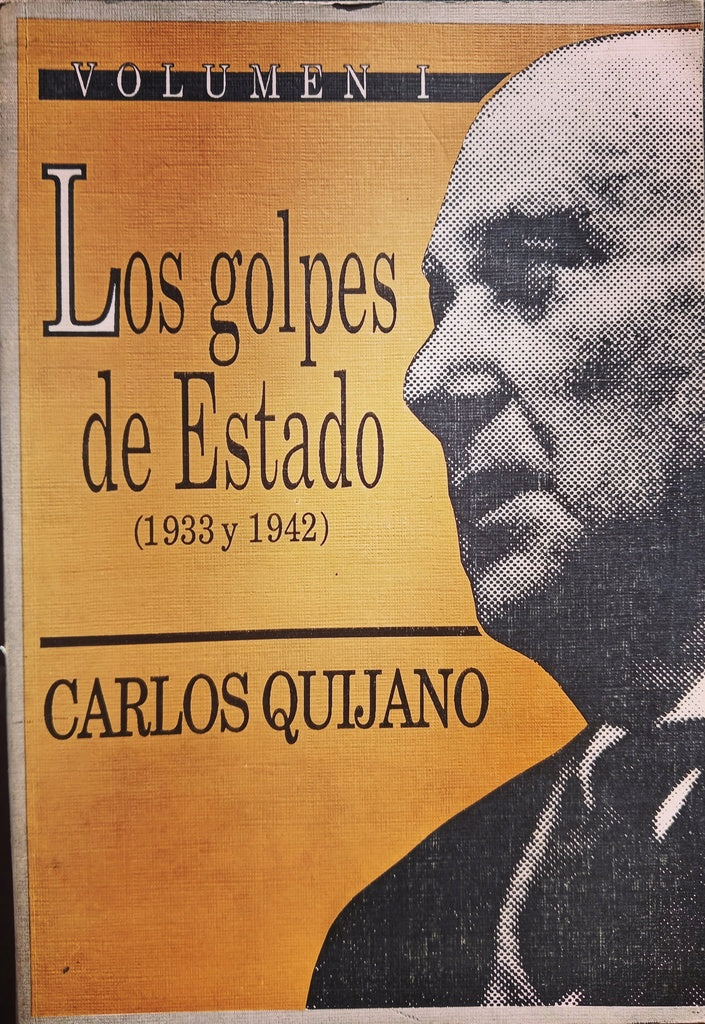 VOLUMEN I
Los golpes
de Estado
(1933 y 1942)
CARLOS QUIJANO